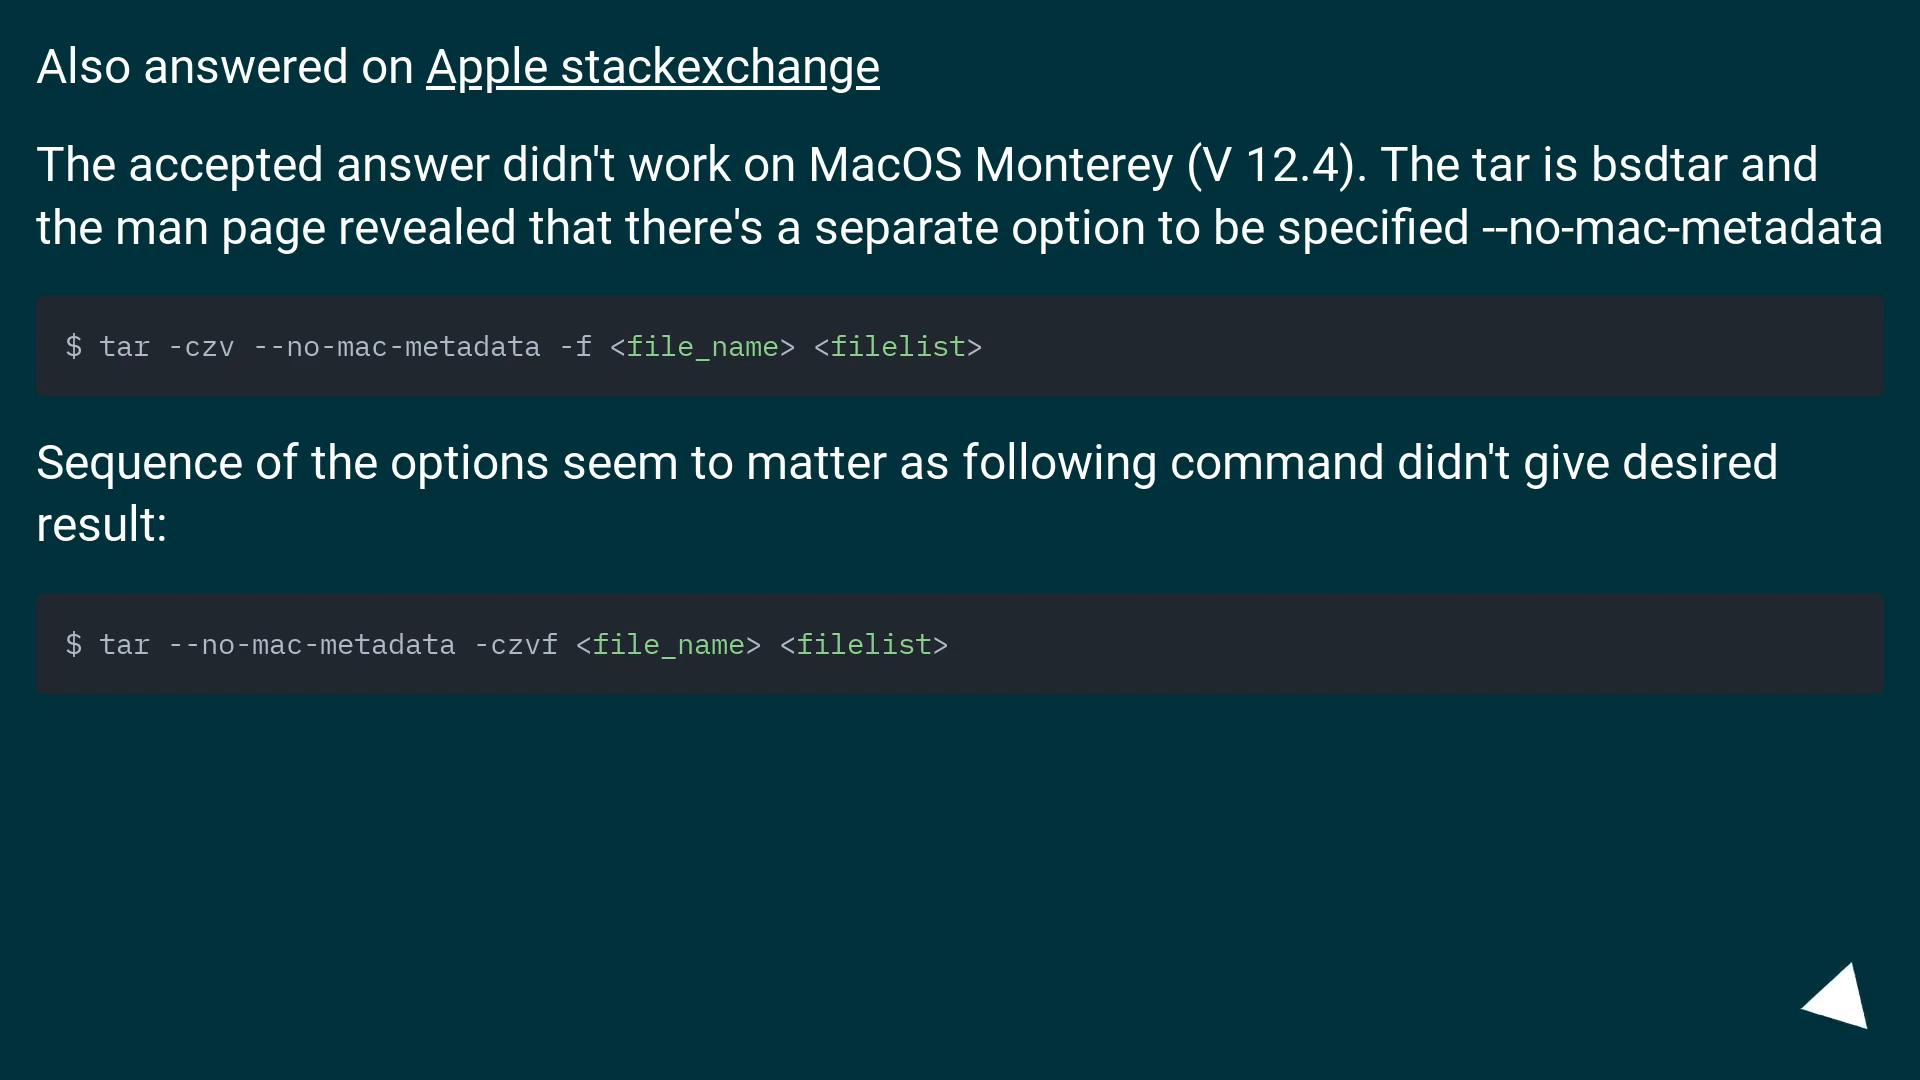 Also answered on Apple stackexchange
The accepted answer didn't work on MacOS Monterey (V 12.4). The tar is bsdtar and
the man page revealed that there's a separate option to be specified --no-mac-metadata
$ tar -czv --no-mac-metadata -f <file_name> <filelist>
Sequence of the options seem to matter as following command didn't give desired
result:
$ tar --no-mac-metadata -czvf <file_name> <filelist>